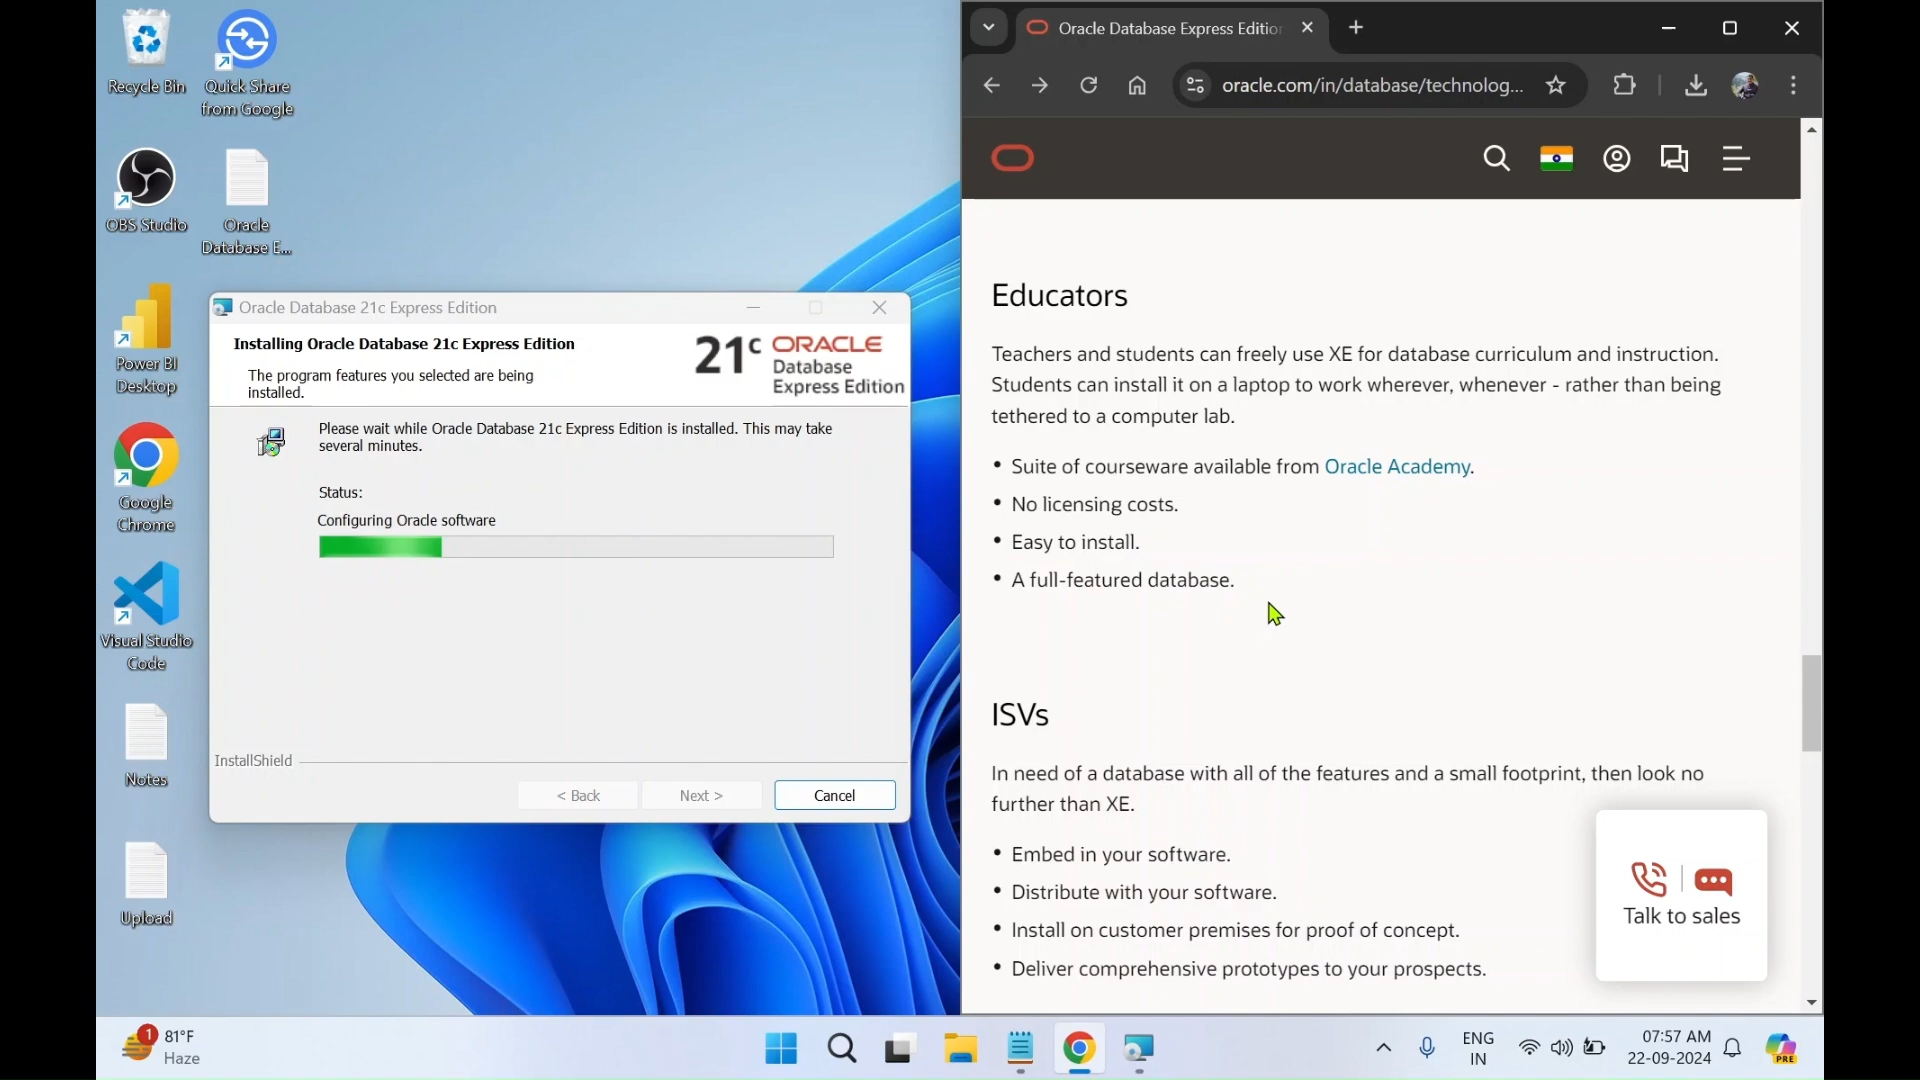 Recycle Bin
Quick Share
from Google
OBS Studio
Oracle
Database E...
Power BI
Desktop
Google
Chrome
Visual Studio
Code
Notes
Upload
Oracle Database 21c Express Edition
Installing Oracle Database 21c Express Edition
The program features you selected are being
installed.
21c ORACLE
Database
Express Edition
Please wait while Oracle Database 21c Express Edition is installed. This may take
several minutes.
Status:
Configuring Oracle software
InstallShield
< Back
Next >
Cancel
Oracle Database Express Edition
oracle.com/in/database/technolog...
Educators
Teachers and students can freely use XE for database curriculum and instruction.
Students can install it on a laptop to work wherever, whenever - rather than being
tethered to a computer lab.
• Suite of courseware available from Oracle Academy.
• No licensing costs.
• Easy to install.
• A full-featured database.
ISVs
In need of a database with all of the features and a small footprint, then look no
further than XE.
• Embed in your software.
• Distribute with your software.
• Install on customer premises for proof of concept.
• Deliver comprehensive prototypes to your prospects.
Talk to sales
1
81°F
Haze
ENG
IN
07:57 AM
22-09-2024
PRE